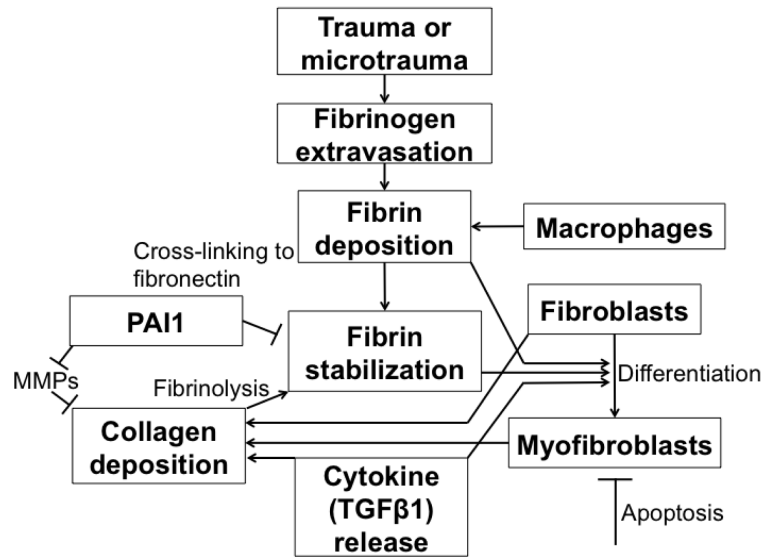 Trauma or
microtrauma
Fibrinogen
extravasation
Fibrin
deposition
Macrophages
Cross-linking to
fibronectin
PAI1
Fibrin
stabilization
Fibroblasts
MMPs
Fibrinolysis
Differentiation
Collagen
deposition
Myofibroblasts
Cytokine
(TGFβ1)
release
Apoptosis